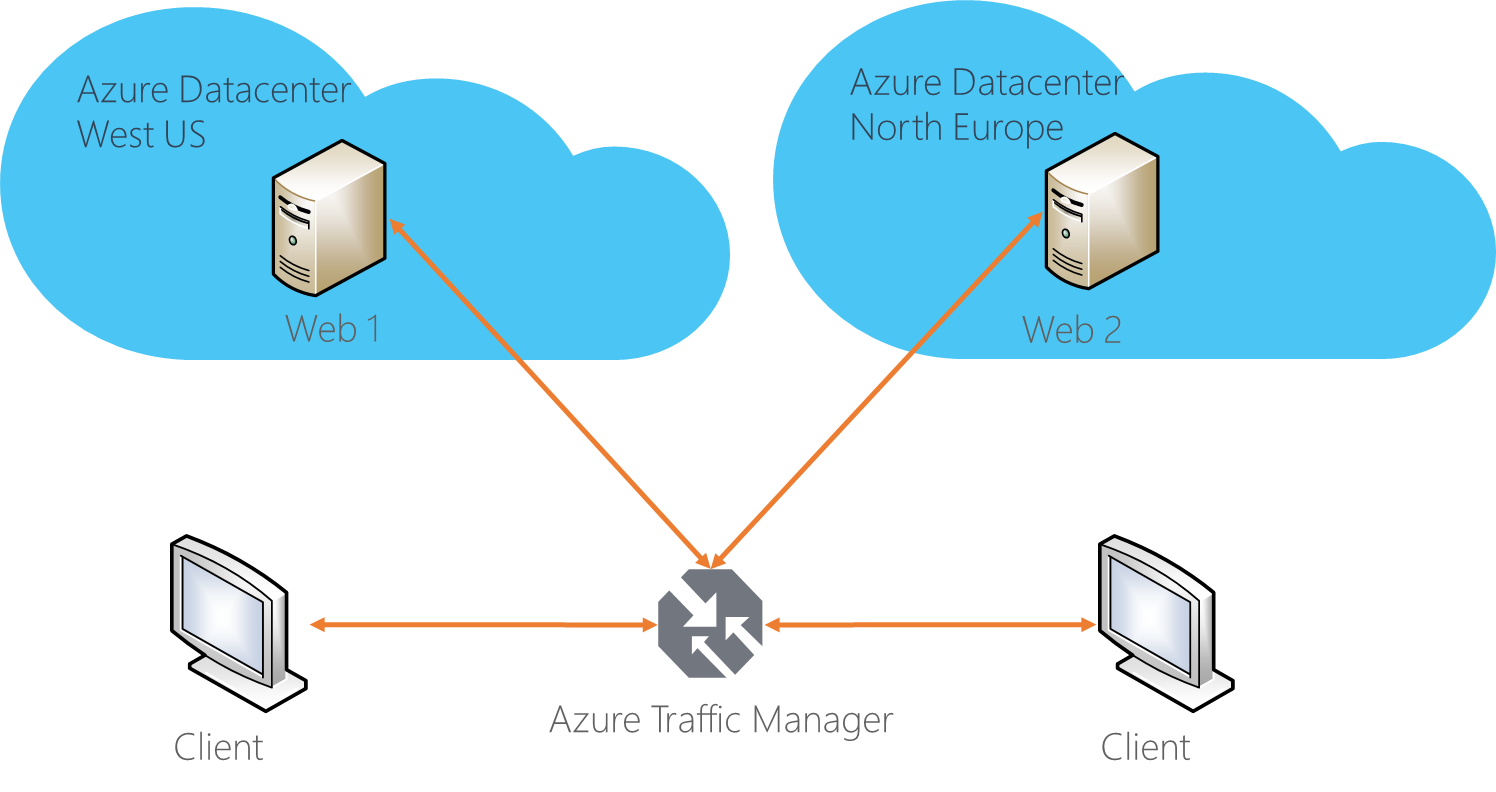 Azure Datacenter
West US
Azure Datacenter
North Europe
Web 1
Web 2
Azure Traffic Manager
Client
Client